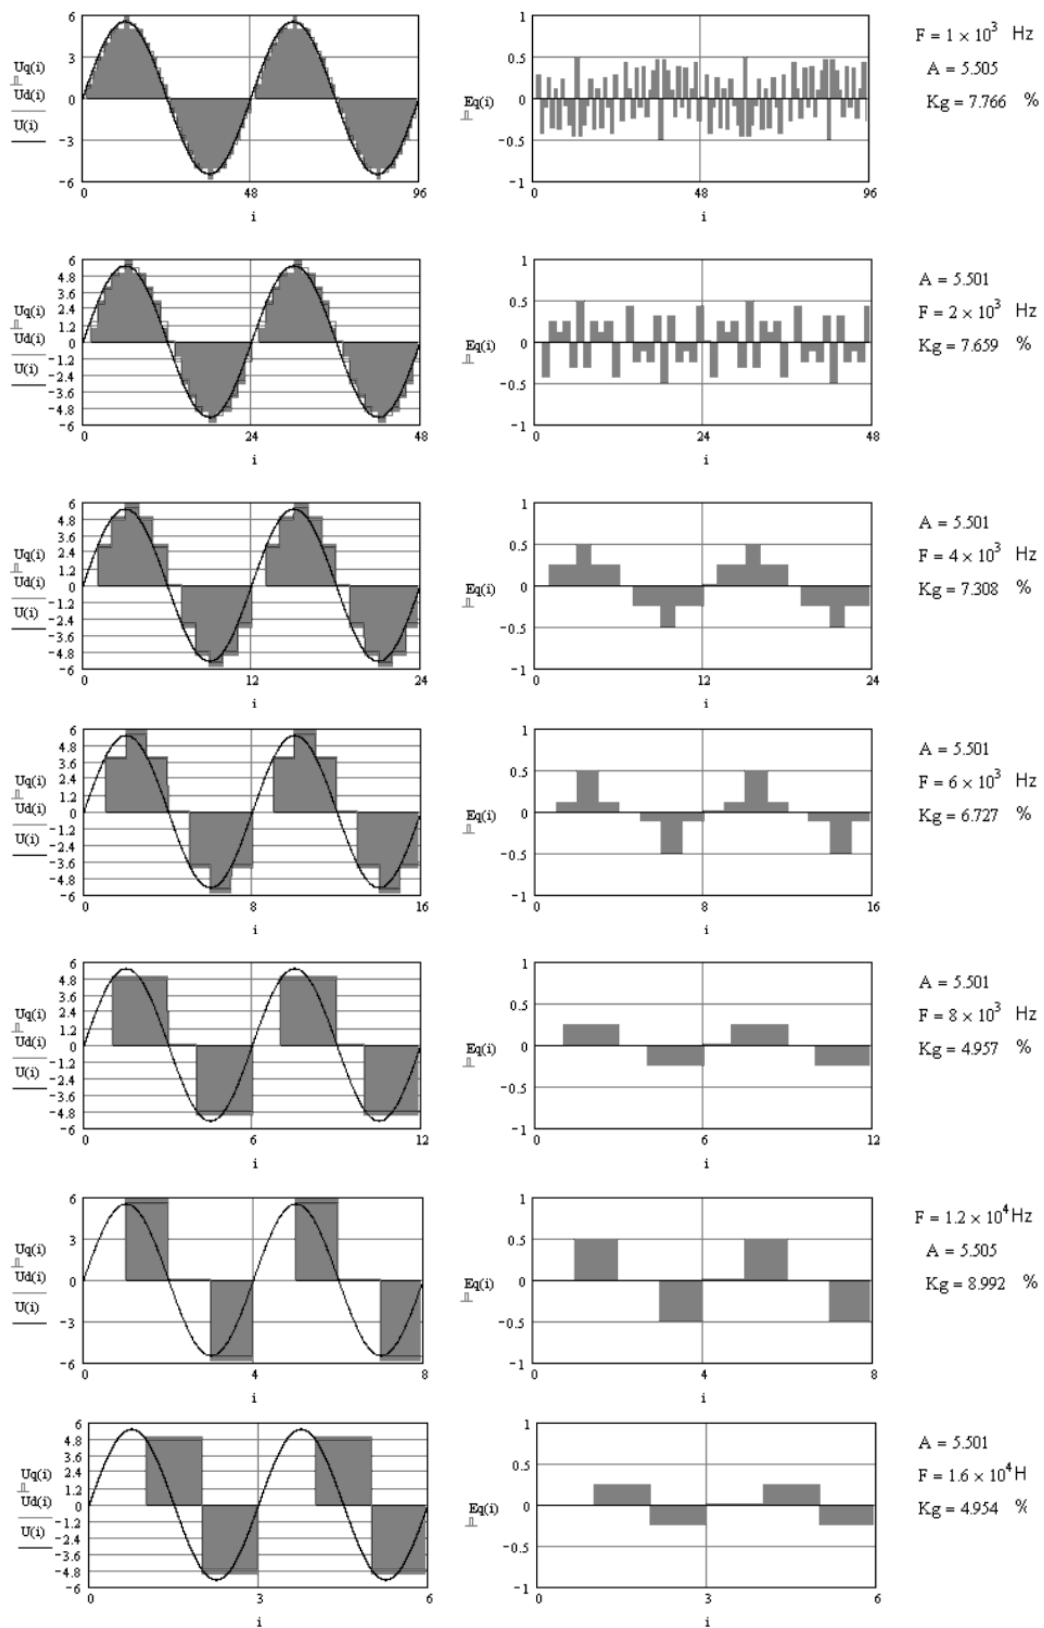 6
3
0
-3
-6
Uq(i)
Ud(i)
U(i)
0
48
96
i
1
0.5
0
-0.5
-1
Eq(i)
0
48
96
i
F = 1 × 10³ Hz
A = 5.505
Kg = 7.766 %
6
4.8
3.6
2.4
1.2
0
-1.2
-2.4
-3.6
-4.8
-6
Uq(i)
Ud(i)
U(i)
0
24
48
i
1
0.5
0
-0.5
-1
Eq(i)
0
24
48
i
A = 5.501
F = 2 × 10³ Hz
Kg = 7.659 %
6
4.8
3.6
2.4
1.2
0
-1.2
-2.4
-3.6
-4.8
-6
Uq(i)
Ud(i)
U(i)
0
12
24
i
1
0.5
0
-0.5
-1
Eq(i)
0
12
24
i
A = 5.501
F = 4 × 10³ Hz
Kg = 7.308 %
6
4.8
3.6
2.4
1.2
0
-1.2
-2.4
-3.6
-4.8
-6
Uq(i)
Ud(i)
U(i)
0
8
16
i
1
0.5
0
-0.5
-1
Eq(i)
0
8
16
i
A = 5.501
F = 6 × 10³ Hz
Kg = 6.727 %
6
4.8
3.6
2.4
1.2
0
-1.2
-2.4
-3.6
-4.8
-6
Uq(i)
Ud(i)
U(i)
0
6
12
i
1
0.5
0
-0.5
-1
Eq(i)
0
6
12
i
A = 5.501
F = 8 × 10³ Hz
Kg = 4.957 %
6
3
0
-3
-6
Uq(i)
Ud(i)
U(i)
0
4
8
i
1
0.5
0
-0.5
-1
Eq(i)
0
4
8
i
F = 1.2 × 10⁴ Hz
A = 5.505
Kg = 8.992 %
6
4.8
3.6
2.4
1.2
0
-1.2
-2.4
-3.6
-4.8
-6
Uq(i)
Ud(i)
U(i)
0
3
6
i
1
0.5
0
-0.5
-1
Eq(i)
0
3
6
i
A = 5.501
F = 1.6 × 10⁴ H
Kg = 4.954 %